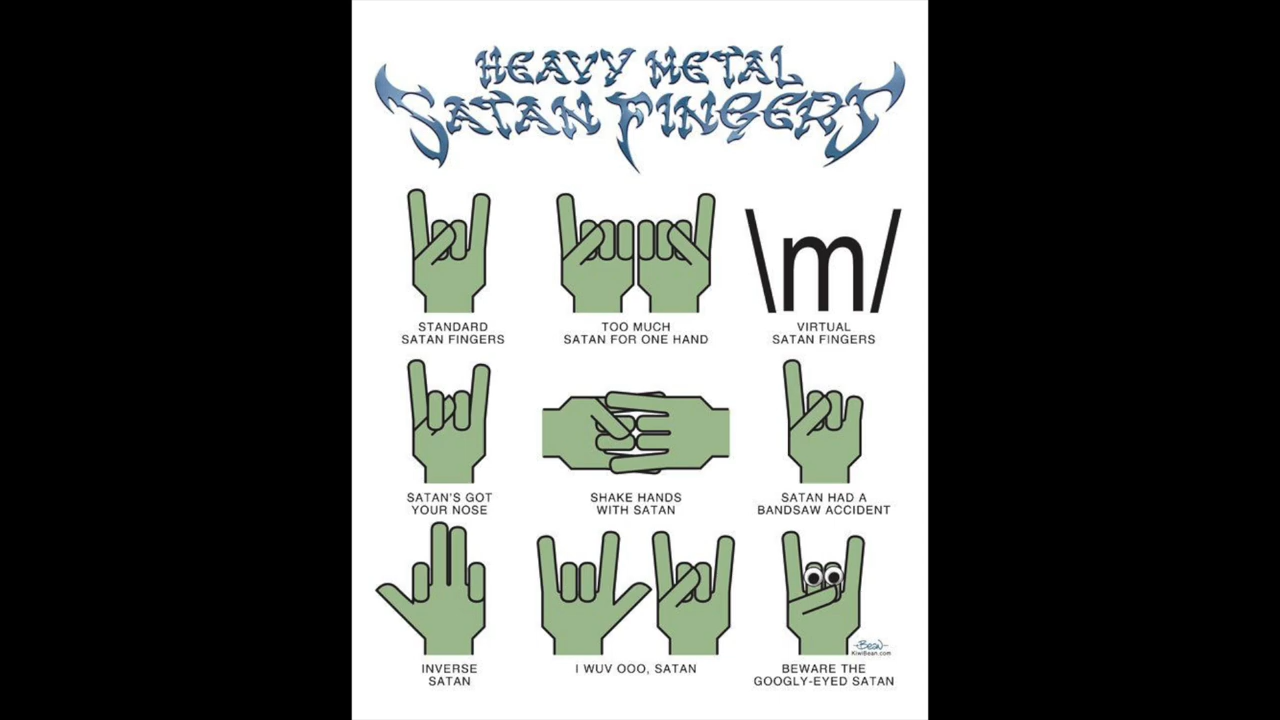 HEAVY METAL
SATAN FINGERS
\m/
STANDARD
SATAN FINGERS
TOO MUCH
SATAN FOR ONE HAND
VIRTUAL
SATAN FINGERS
SATAN'S GOT
YOUR NOSE
SHAKE HANDS
WITH SATAN
SATAN HAD A
BANDSAW ACCIDENT
Bean
KiwiBean.com
INVERSE
SATAN
I WUV OOO, SATAN
BEWARE THE
GOOGLY-EYED SATAN